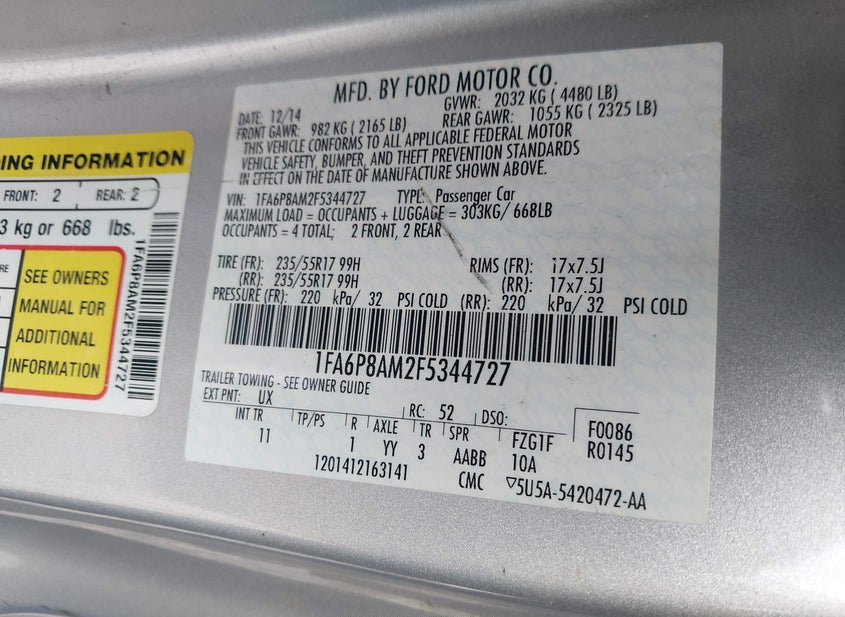 ING INFORMATION
FRONT: 2 REAR: 2
3 kg or 668 lbs.
SEE OWNERS
MANUAL FOR
ADDITIONAL
INFORMATION
1FA6P8AM2F5344727
MFD. BY FORD MOTOR CO.
DATE: 12/14 GVWR: 2032 KG ( 4480 LB)
FRONT GAWR: 982 KG ( 2165 LB) REAR GAWR: 1055 KG ( 2325 LB)
THIS VEHICLE CONFORMS TO ALL APPLICABLE FEDERAL MOTOR
VEHICLE SAFETY, BUMPER, AND THEFT PREVENTION STANDARDS
IN EFFECT ON THE DATE OF MANUFACTURE SHOWN ABOVE.
VIN: 1FA6P8AM2F5344727 TYPE: Passenger Car
MAXIMUM LOAD = OCCUPANTS + LUGGAGE = 303KG/ 668LB
OCCUPANTS = 4 TOTAL; 2 FRONT, 2 REAR
TIRE (FR): 235/55R17 99H RIMS (FR): 17x7.5J
(RR): 235/55R17 99H (RR): 17x7.5J
PRESSURE (FR): 220 kPa/ 32 PSI COLD (RR): 220 kPa/ 32 PSI COLD
1FA6P8AM2F5344727
TRAILER TOWING - SEE OWNER GUIDE
EXT PNT: UX RC: 52 DSO: F0086
INT TR TP/PS R AXLE TR SPR FZG1F R0145
11 1 YY 3 AABB 10A
1201412163141 CMC ▽5U5A-5420472-AA